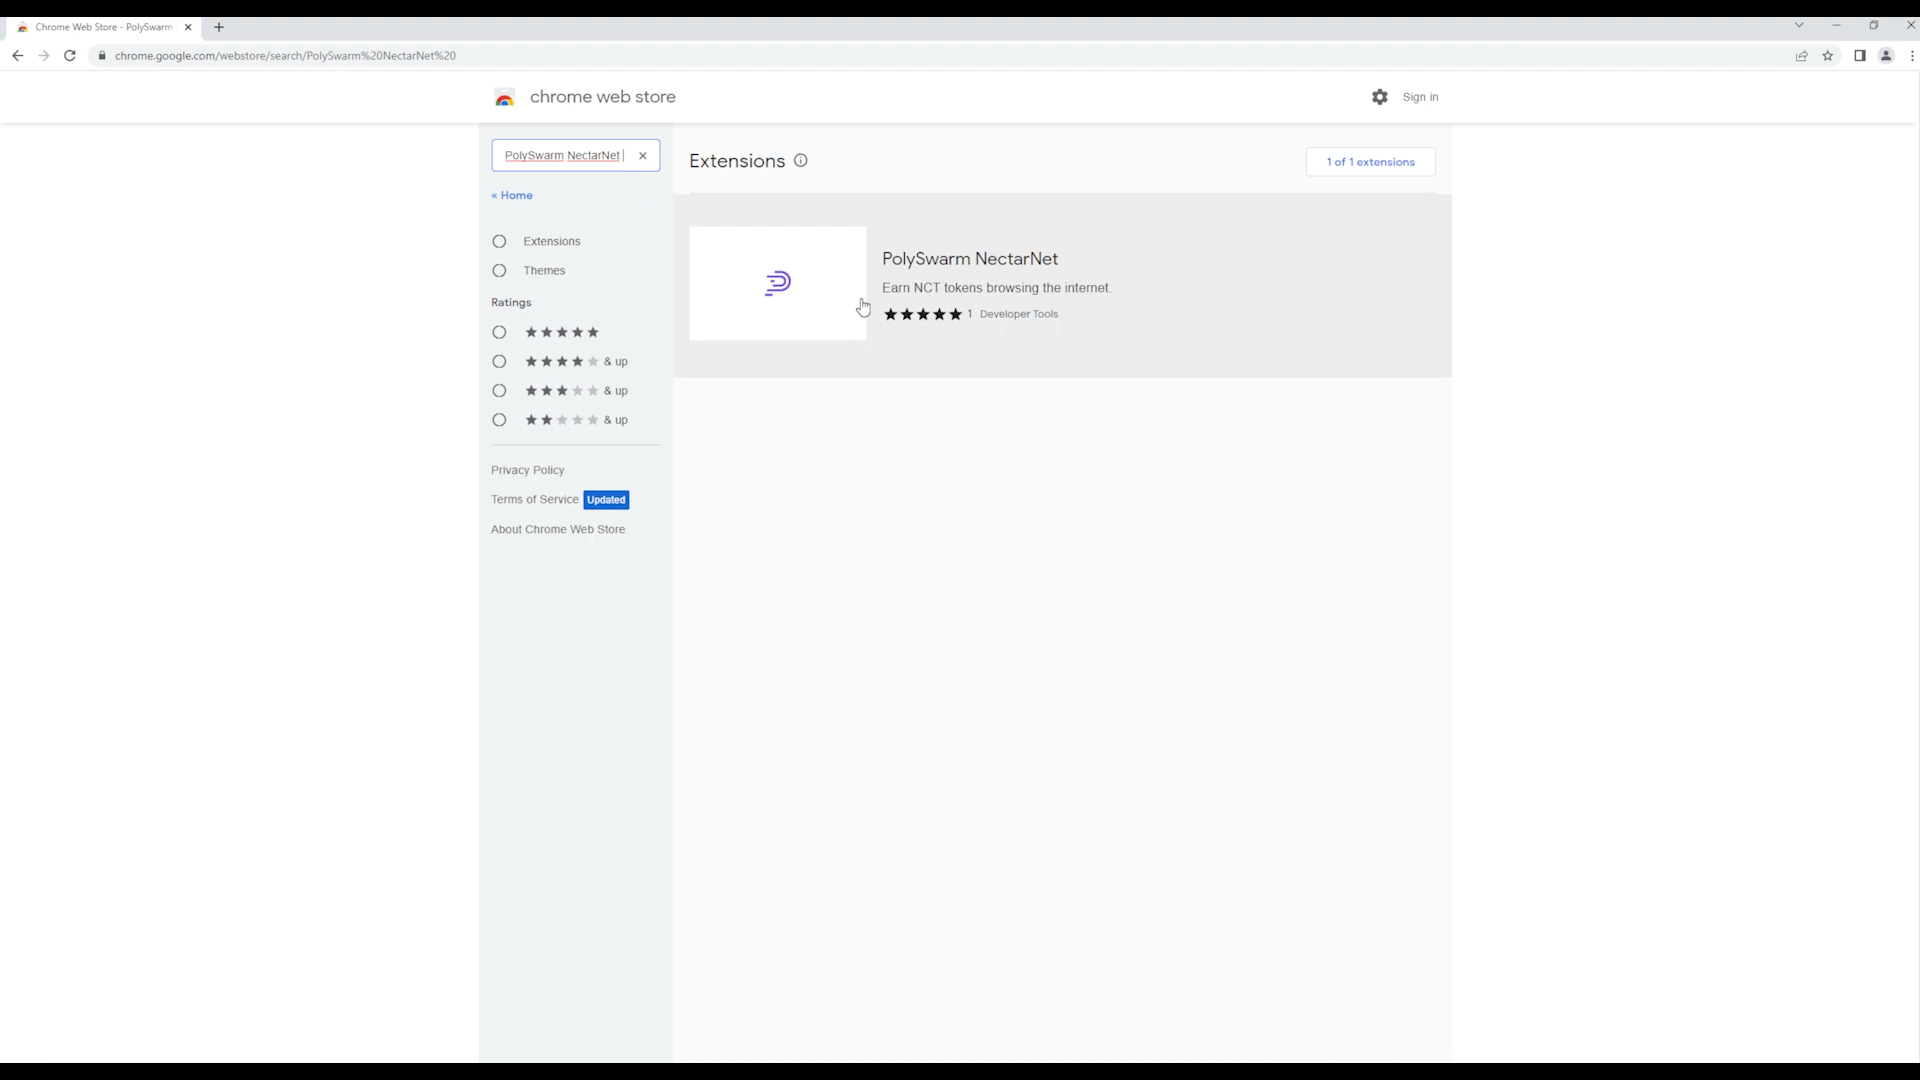 Chrome Web Store - PolySwarm
chrome.google.com/webstore/search/PolySwarm%20NectarNet%20
chrome web store
Sign in
PolySwarm NectarNet
« Home
Extensions
Themes
Ratings
& up
& up
& up
Privacy Policy
Terms of Service Updated
About Chrome Web Store
Extensions
1 of 1 extensions
PolySwarm NectarNet
Earn NCT tokens browsing the internet.
1 Developer Tools